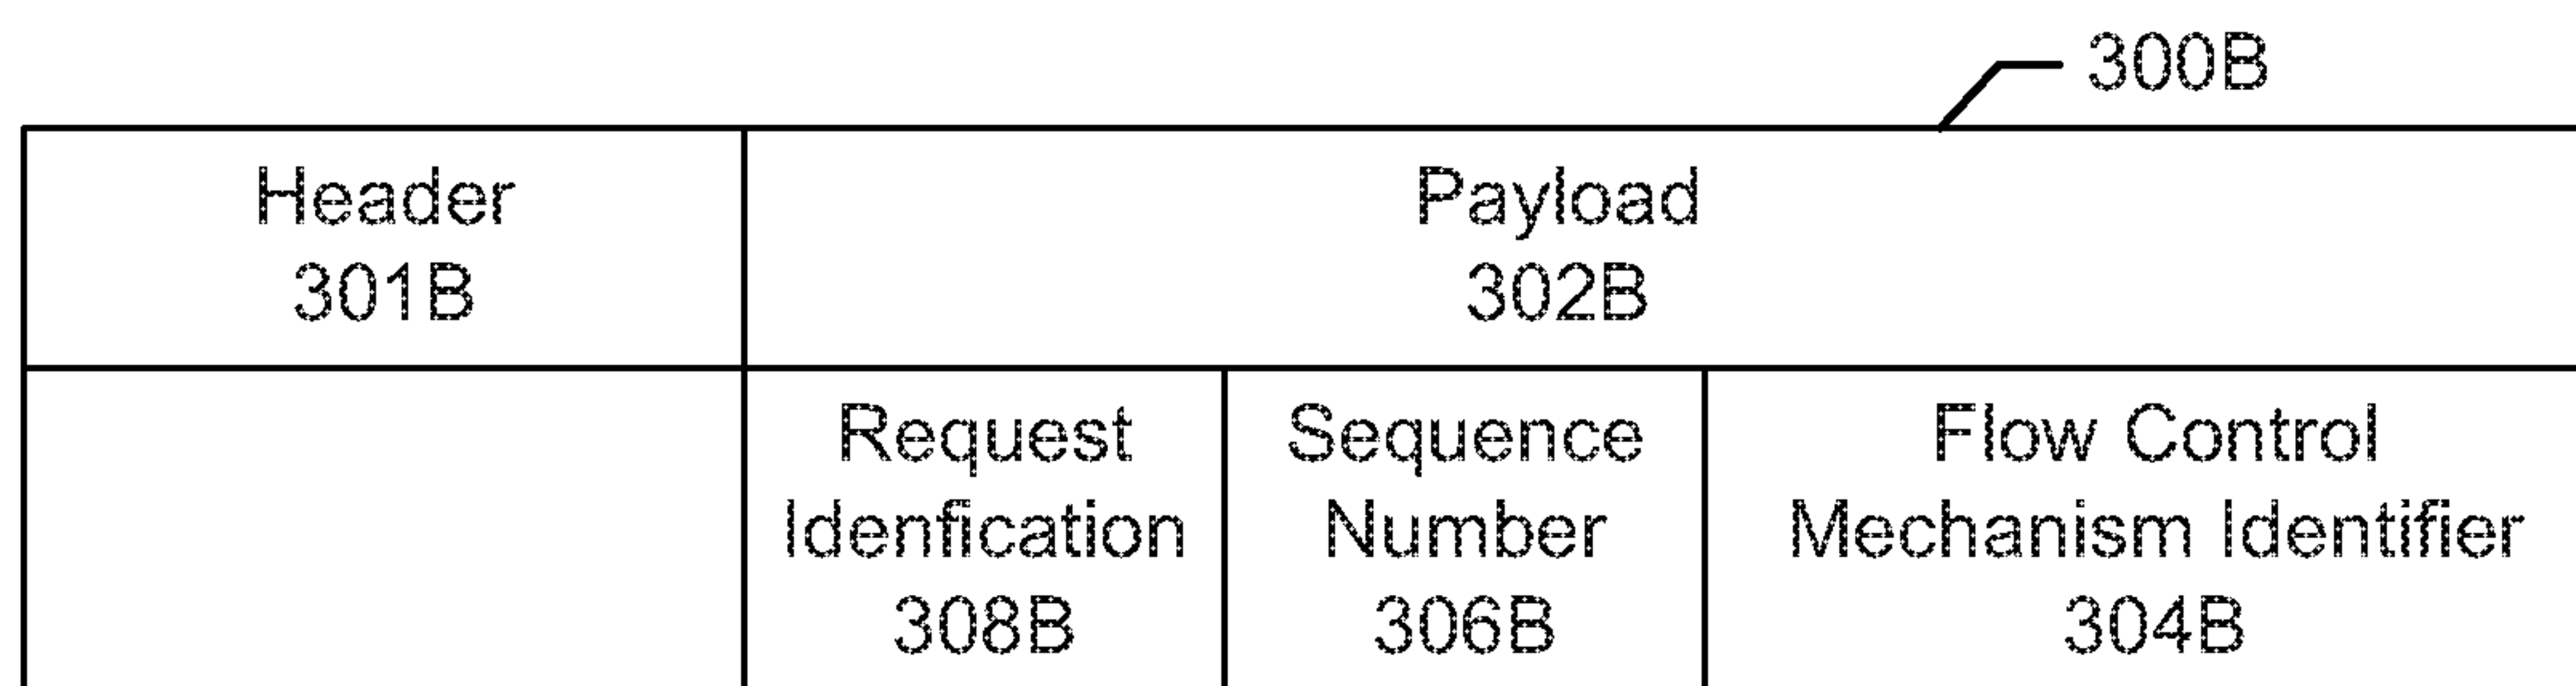 300B
Header
301B
Payload
302B
Request
Idenfication
308B
Sequence
Number
306B
Flow Control
Mechanism Identifier
304B